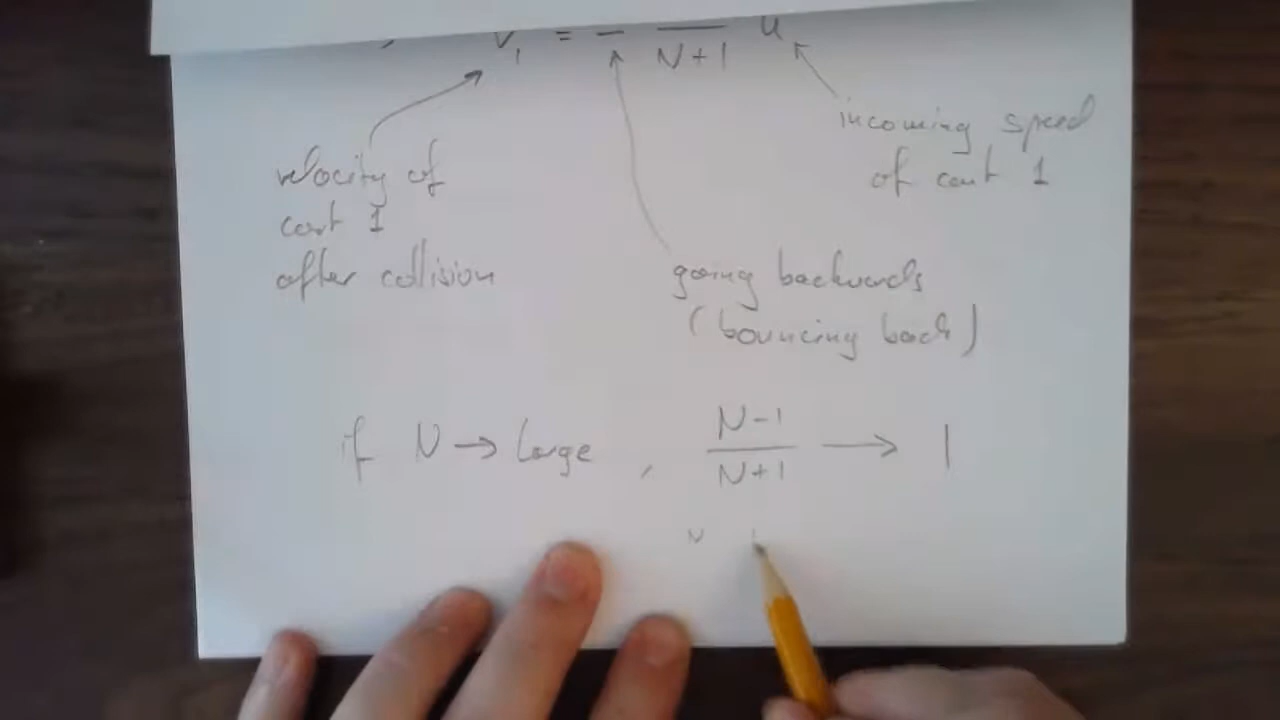 , v₁ = - ― u
N+1
incoming speed
of cart 1
velocity of
cart 1
after collision
going backwards
(bouncing back)
if N → large , N-1 / N+1 → 1
N